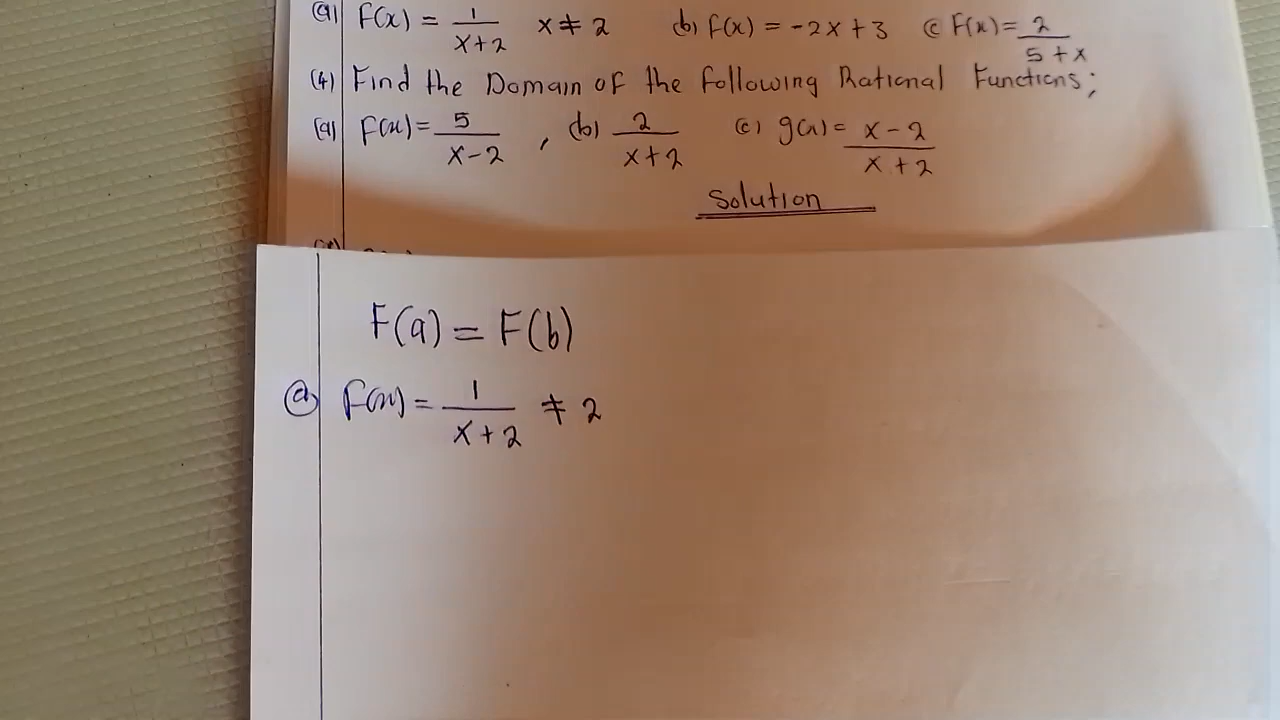 (a) F(x) = 1/x+2 x ≠ 2 (b) F(x) = -2x+3 (c) F(x) = 2/5+x
(4) Find the Domain of the following Rational Functions;
(a) F(x) = 5/x-2 , (b) 2/x+2 (c) g(x) = x-2/x+2
Solution
F(a) = F(b)
(a) F(x) = 1/x+2 ≠ 2